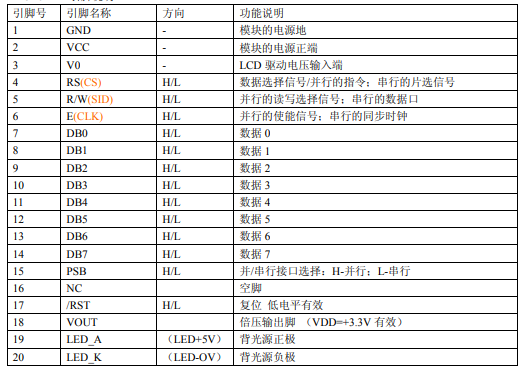 引脚号 引脚名称 方向 功能说明
1 GND - 模块的电源地
2 VCC - 模块的电源正端
3 V0 - LCD 驱动电压输入端
4 RS(CS) H/L 数据选择信号/并行的指令；串行的片选信号
5 R/W(SID) H/L 并行的读写选择信号；串行的数据口
6 E(CLK) H/L 并行的使能信号；串行的同步时钟
7 DB0 H/L 数据 0
8 DB1 H/L 数据 1
9 DB2 H/L 数据 2
10 DB3 H/L 数据 3
11 DB4 H/L 数据 4
12 DB5 H/L 数据 5
13 DB6 H/L 数据 6
14 DB7 H/L 数据 7
15 PSB H/L 并/串行接口选择；H-并行；L-串行
16 NC 空脚
17 /RST H/L 复位 低电平有效
18 VOUT 倍压输出脚 （VDD=+3.3V 有效）
19 LED_A （LED+5V） 背光源正极
20 LED_K （LED-OV） 背光源负极